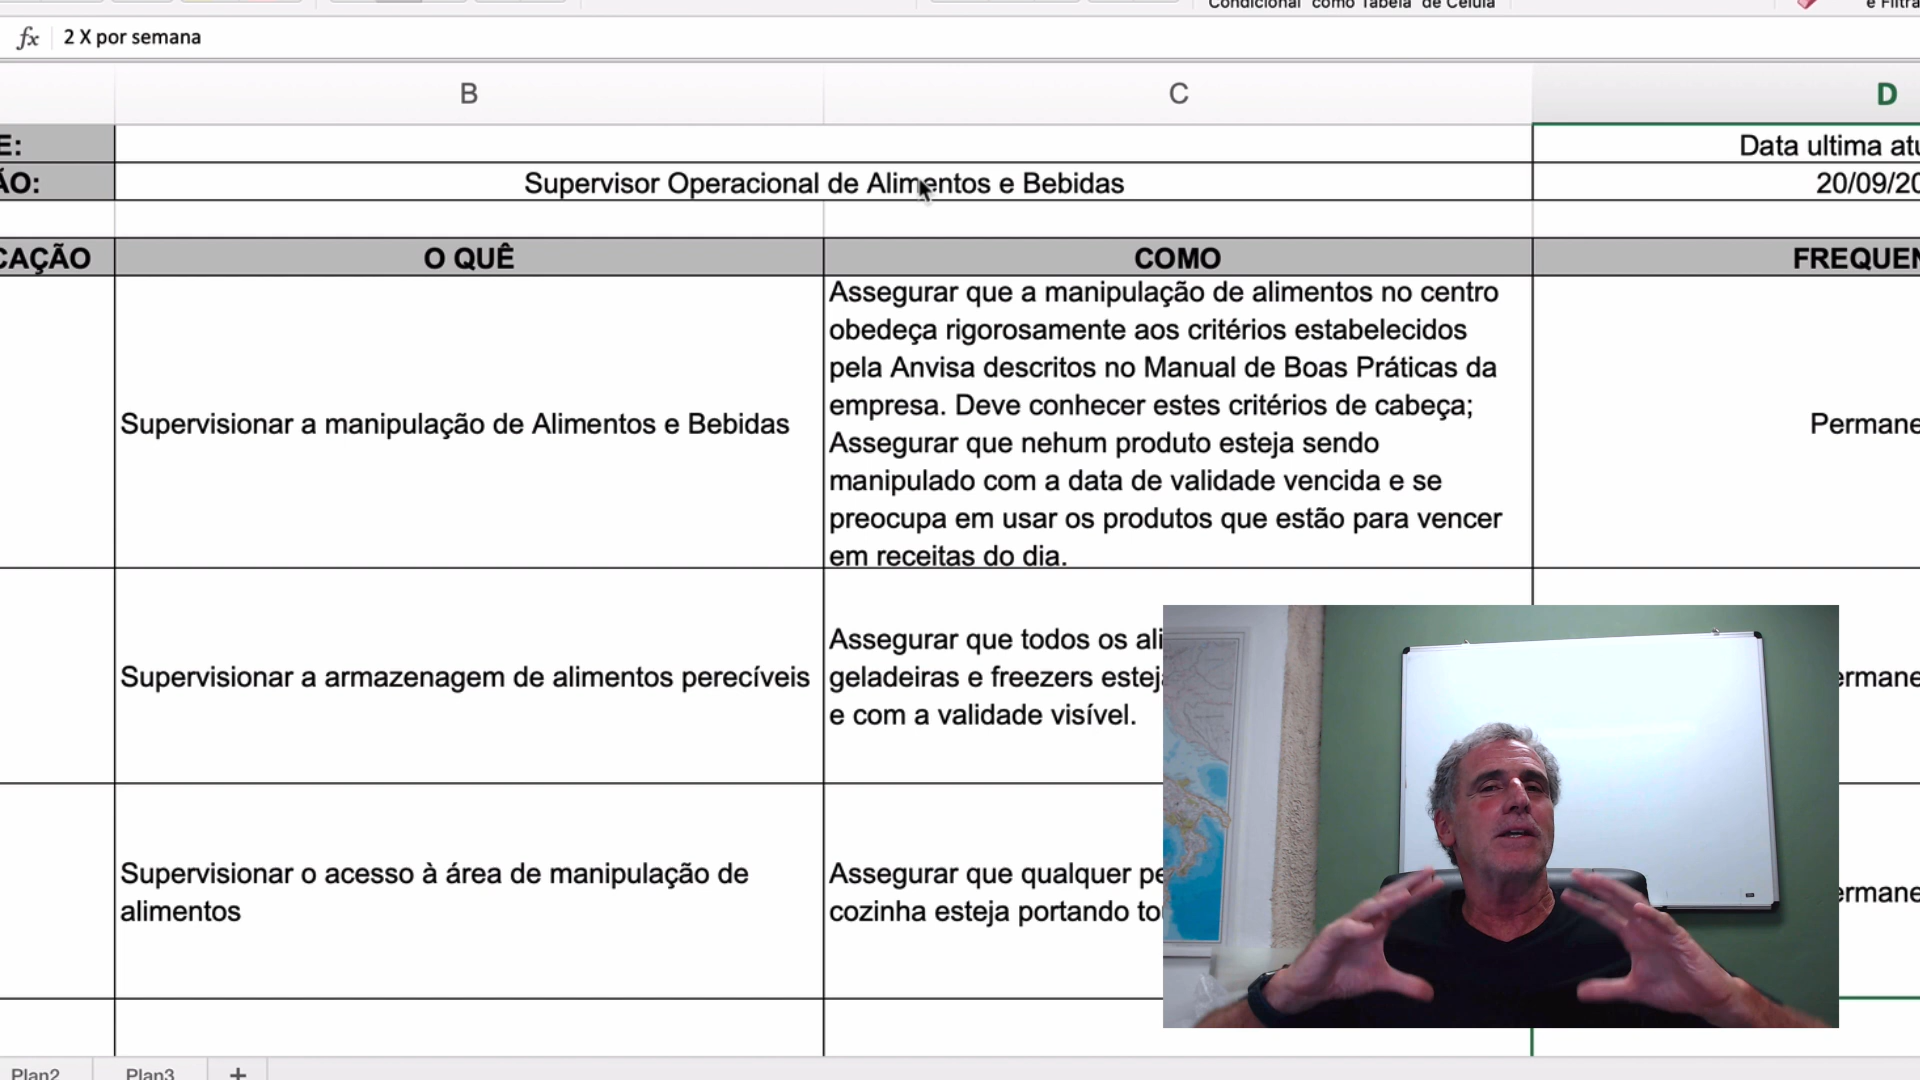 Condicional como Tabela de Célula
e Filtra
fx 2 X por semana
B C D
E:
Data ultima atu
ÃO: Supervisor Operacional de Alimentos e Bebidas 20/09/20
CAÇÃO O QUÊ COMO FREQUEN
Supervisionar a manipulação de Alimentos e Bebidas
Assegurar que a manipulação de alimentos no centro
obedeça rigorosamente aos critérios estabelecidos
pela Anvisa descritos no Manual de Boas Práticas da
empresa. Deve conhecer estes critérios de cabeça;
Assegurar que nehum produto esteja sendo
manipulado com a data de validade vencida e se
preocupa em usar os produtos que estão para vencer
em receitas do dia.
Permane
Supervisionar a armazenagem de alimentos perecíveis
Assegurar que todos os ali
geladeiras e freezers estej
e com a validade visível.
ermane
Supervisionar o acesso à área de manipulação de
alimentos
Assegurar que qualquer pe
cozinha esteja portando to
ermane
Plan2 Plan3 +